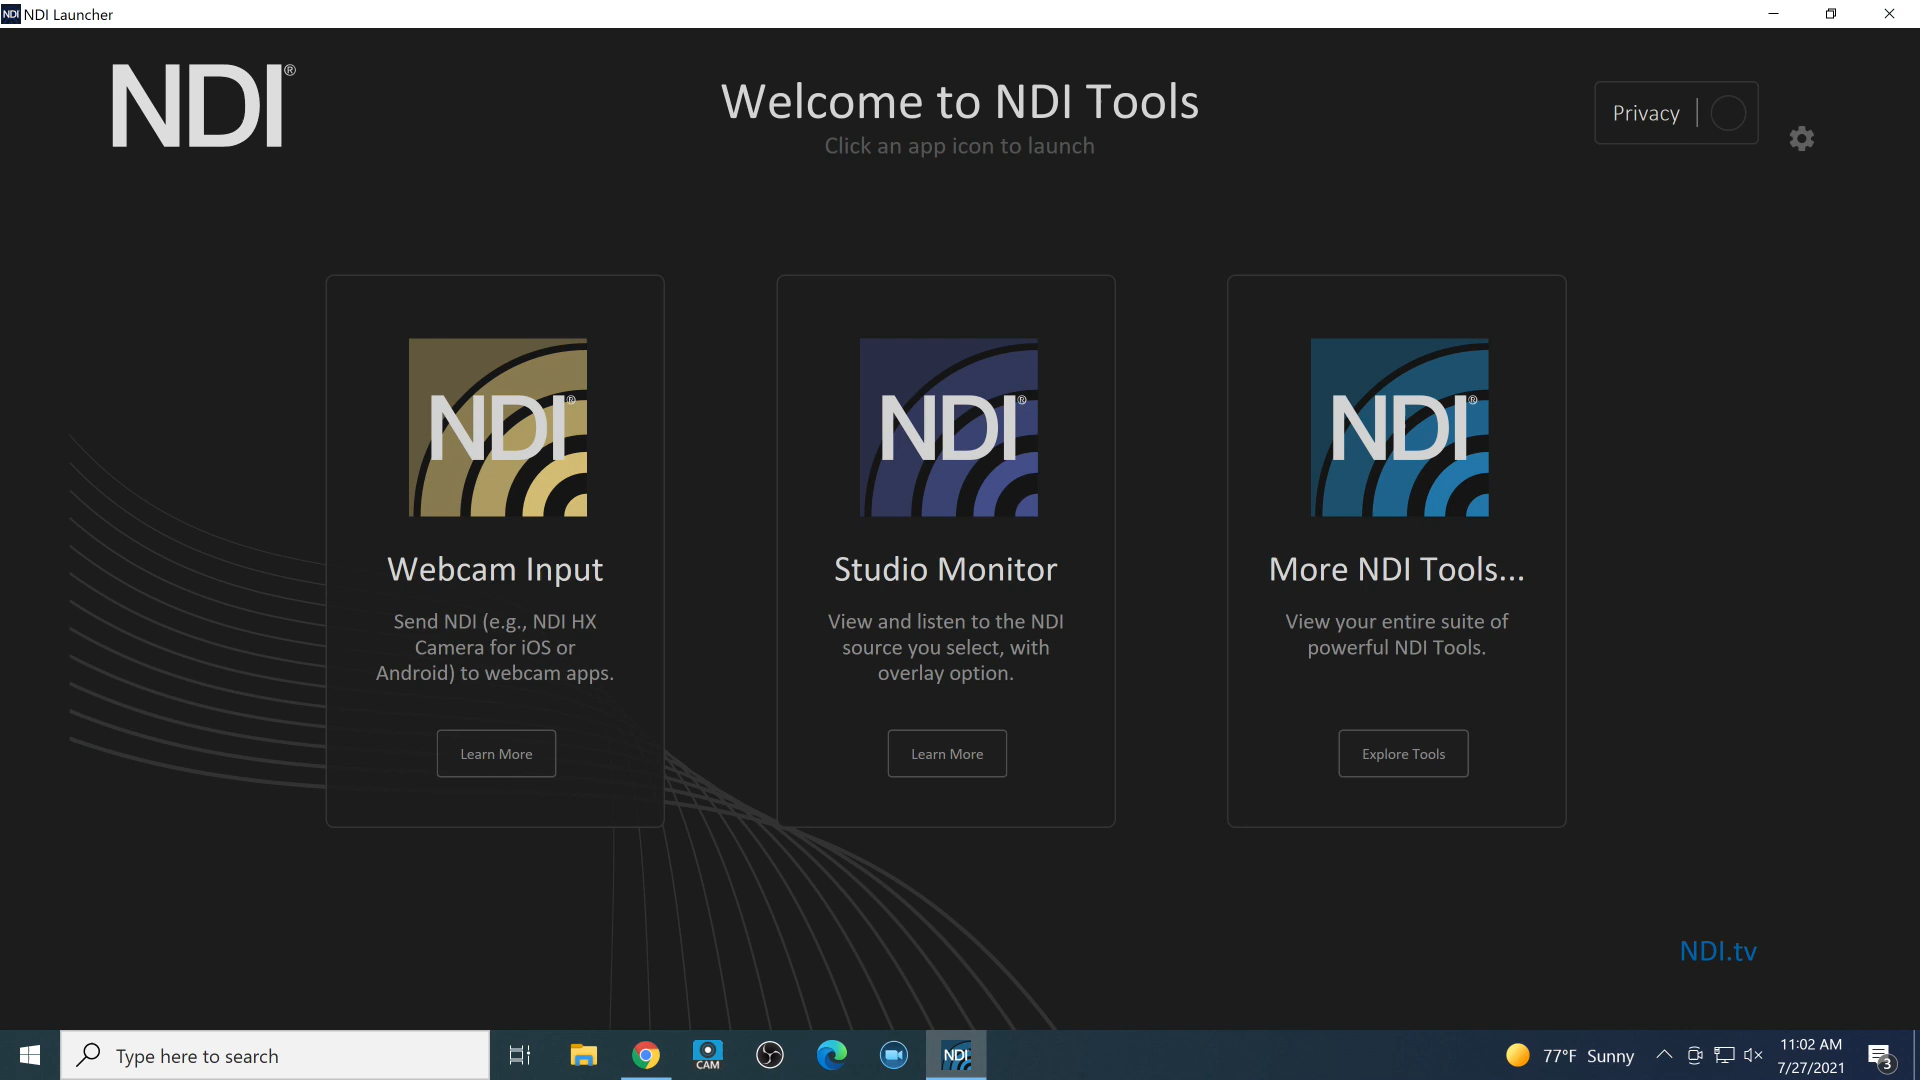 NDI NDI Launcher
NDI®
Welcome to NDI Tools
Click an app icon to launch
Privacy
NDI®
Webcam Input
Send NDI (e.g., NDI HX
Camera for iOS or
Android) to webcam apps.
Learn More
NDI®
Studio Monitor
View and listen to the NDI
source you select, with
overlay option.
Learn More
NDI®
More NDI Tools...
View your entire suite of
powerful NDI Tools.
Explore Tools
NDI.tv
Type here to search
CAM
NDI
77°F Sunny
11:02 AM
7/27/2021
3